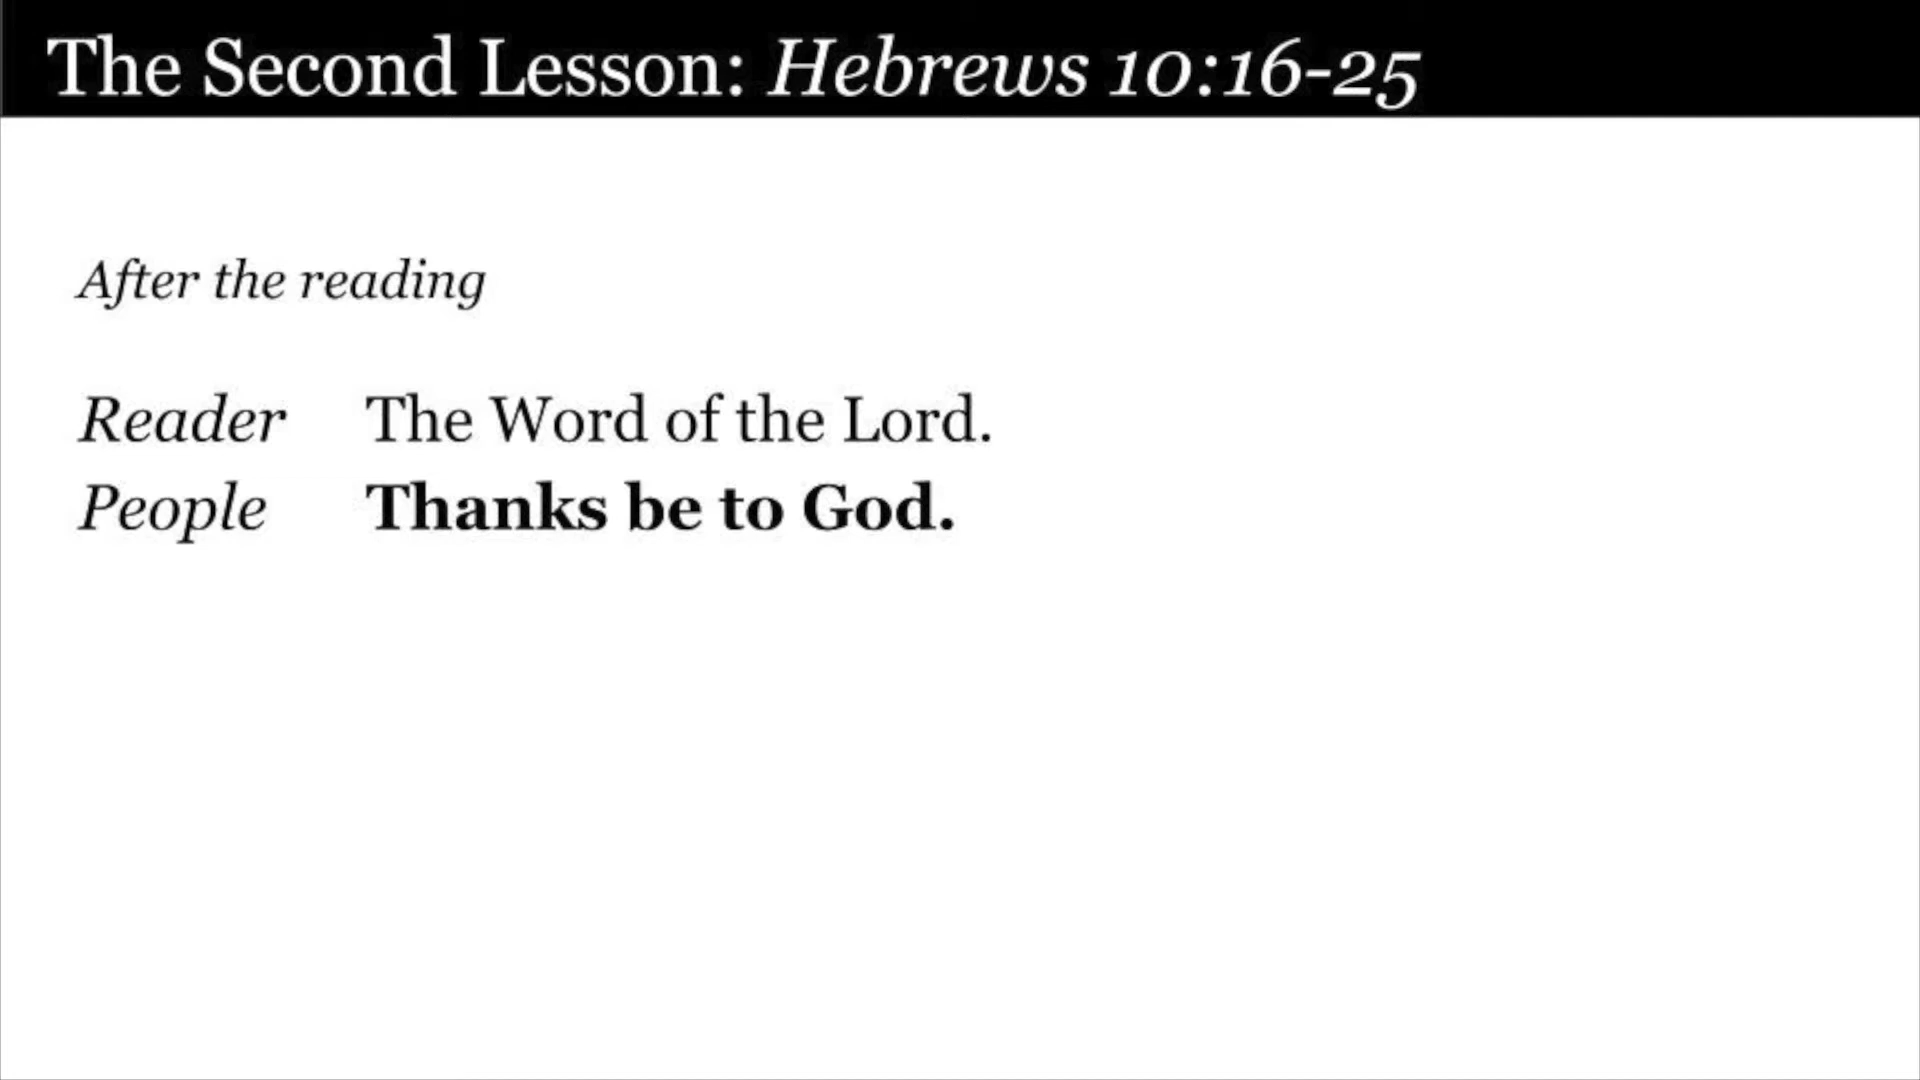 The Second Lesson: Hebrews 10:16-25
After the reading
Reader The Word of the Lord.
People Thanks be to God.